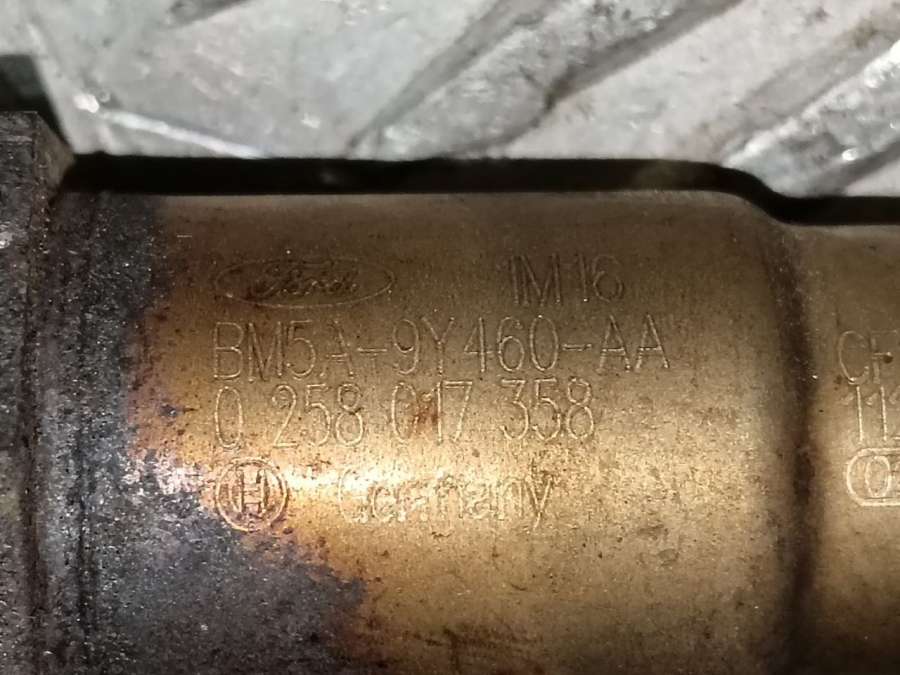 Ford 1M16
BM5A-9Y460-AA
0 258 017 358
H Germany